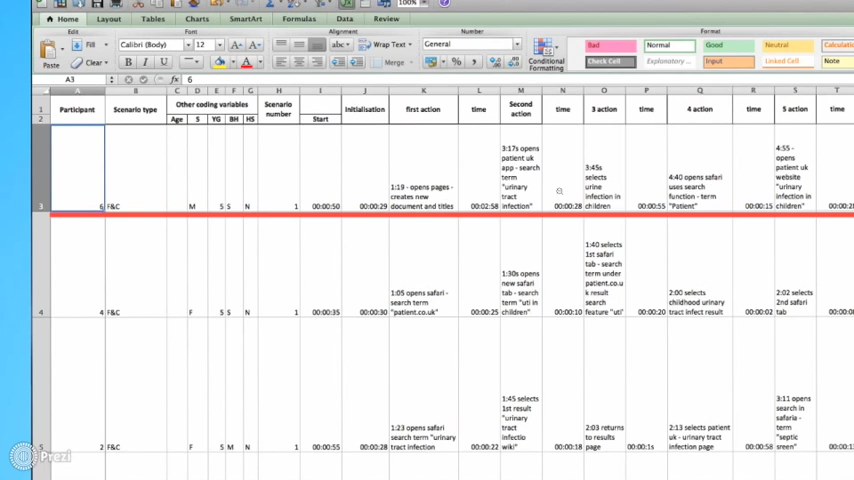 100%
Home Layout Tables Charts SmartArt Formulas Data Review
Edit Font Alignment Number Format
Fill Calibri (Body) 12 A A abc Wrap Text General Bad Normal Good Neutral
Paste Clear B I U A Merge % Conditional Formatting Check Cell Explanatory ... Input Linked Cell Note
A3 fx 6
A B C D E F G H I J K L M N O P Q R S T
1 Participant Scenario type Other coding variables Scenario number Initialisation first action time Second action time 3 action time 4 action time 5 action time
2 Age S YG BH HS Start
3 6 F&C M 5 S N 1 00:00:50 00:00:29
1:19 - opens pages -
creates new
document and titles
00:02:58
3:17s opens
patient uk
app - search
term
"urinary
tract
infection"
00:00:28
3:45s
selects
urine
infection in
children
00:00:55
4:40 opens safari
uses search
function - term
"Patient"
00:00:15
4:55 -
opens
patient uk
website
"urinary
infection in
children"
4 4 F&C F 5 S N 1 00:00:35 00:00:30
1:05 opens safari -
search term
"patient.co.uk"
00:00:25
1:30s opens
new safari
tab - search
term "uti in
children"
00:00:10
1:40 selects
1st safari
tab - search
term under
patient.co.u
k result
search
feature "uti"
00:00:20
2:00 selects
childhood urinary
tract infect result
00:00:02
2:02 selects
2nd safari
tab
5 2 F&C F 5 M N 1 00:00:55 00:00:28
1:23 opens safari
search term "urinary
tract infection
00:00:22
1:45 selects
1st result
"urinary
tract
infectio
wiki"
00:00:18
2:03 returns
to results
page
00:00:1s
2:13 selects patient
uk - urinary tract
infection page
00:00:58
3:11 opens
search in
safaria -
term
"septic
sreen"
Prezi